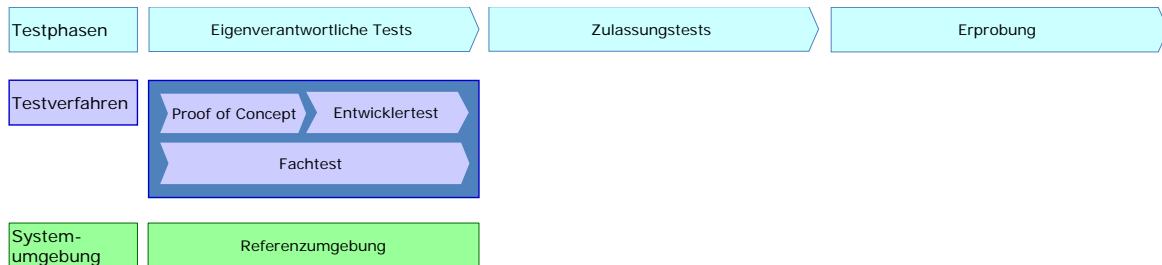 Testphasen
Eigenverantwortliche Tests
Zulassungstests
Erprobung
Testverfahren
Proof of Concept
Entwicklertest
Fachtest
System-
umgebung
Referenzumgebung